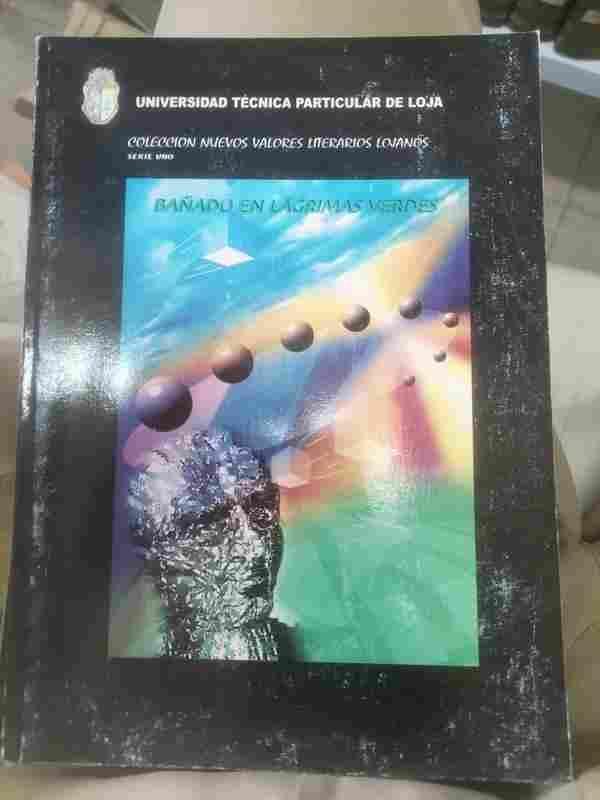 UNIVERSIDAD TÉCNICA PARTICULAR DE LOJA
COLECCION NUEVOS VALORES LITERARIOS LOJANOS
SERIE UNO
BAÑADO EN LÁGRIMAS VERDES